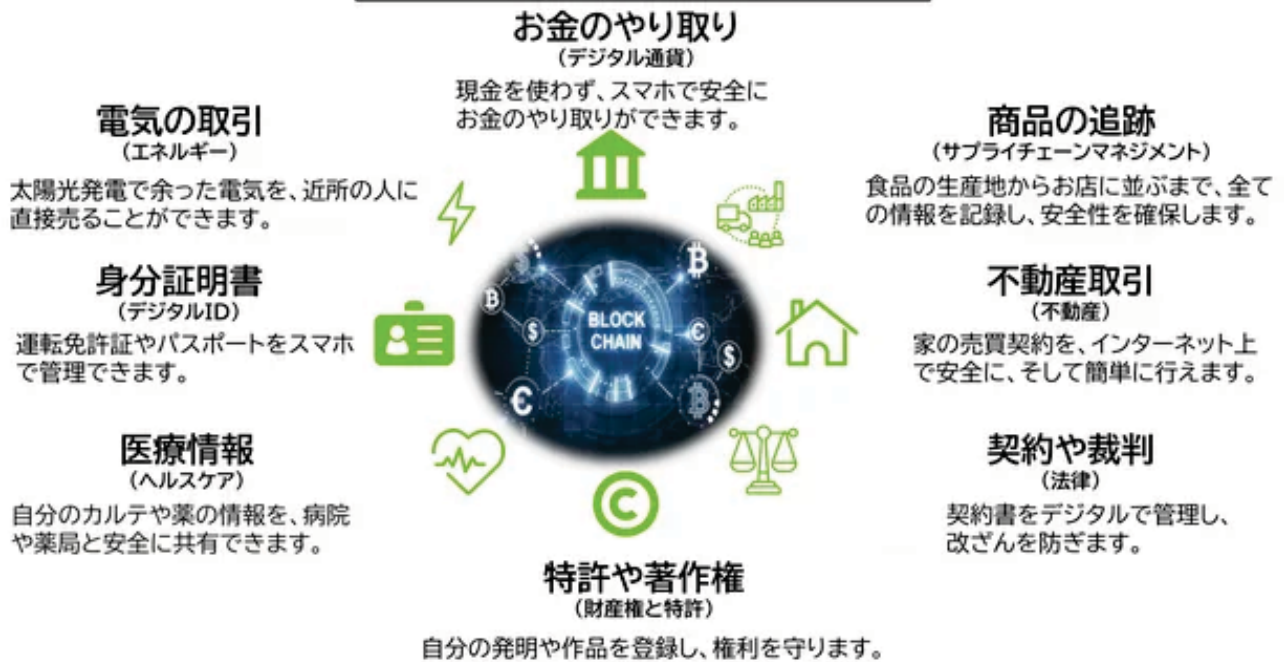 お金のやり取り
(デジタル通貨)
現金を使わず、スマホで安全に
お金のやり取りができます。
電気の取引
(エネルギー)
太陽光発電で余った電気を、近所の人に
直接売ることができます。
商品の追跡
(サプライチェーンマネジメント)
食品の生産地からお店に並ぶまで、全て
の情報を記録し、安全性を確保します。
身分証明書
(デジタルID)
運転免許証やパスポートをスマホ
で管理できます。
BLOCK
CHAIN
不動産取引
(不動産)
家の売買契約を、インターネット上
で安全に、そして簡単に行えます。
医療情報
(ヘルスケア)
自分のカルテや薬の情報を、病院
や薬局と安全に共有できます。
契約や裁判
(法律)
契約書をデジタルで管理し、
改ざんを防ぎます。
特許や著作権
(財産権と特許)
自分の発明や作品を登録し、権利を守ります。